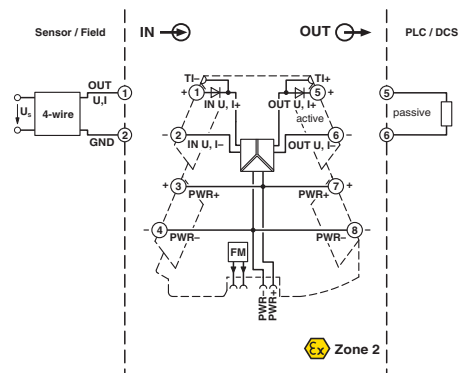 Sensor / Field
IN
OUT
PLC / DCS
TI–
TI+
OUT
U,I
1
+ 1
5 +
5
IN U, I+
OUT U, I+
Us
4-wire
active
passive
2
GND
– 2
IN U, I–
OUT U, I–
6 –
6
+ 3
PWR+
PWR+
7 +
– 4
PWR–
PWR–
8 –
FM
PWR–
PWR+
Ex Zone 2